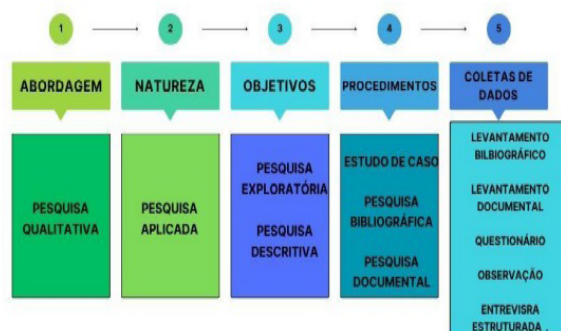 1
2
3
4
5
ABORDAGEM
NATUREZA
OBJETIVOS
PROCEDIMENTOS
COLETAS DE
DADOS
PESQUISA
QUALITATIVA
PESQUISA
APLICADA
PESQUISA
EXPLORATÓRIA
PESQUISA
DESCRITIVA
ESTUDO DE CASO
PESQUISA
BIBLIOGRÁFICA
PESQUISA
DOCUMENTAL
LEVANTAMENTO
BILBIOGRÁFICO
LEVANTAMENTO
DOCUMENTAL
QUESTIONÁRIO
OBSERVAÇÃO
ENTREVISRA
ESTRUTURADA .